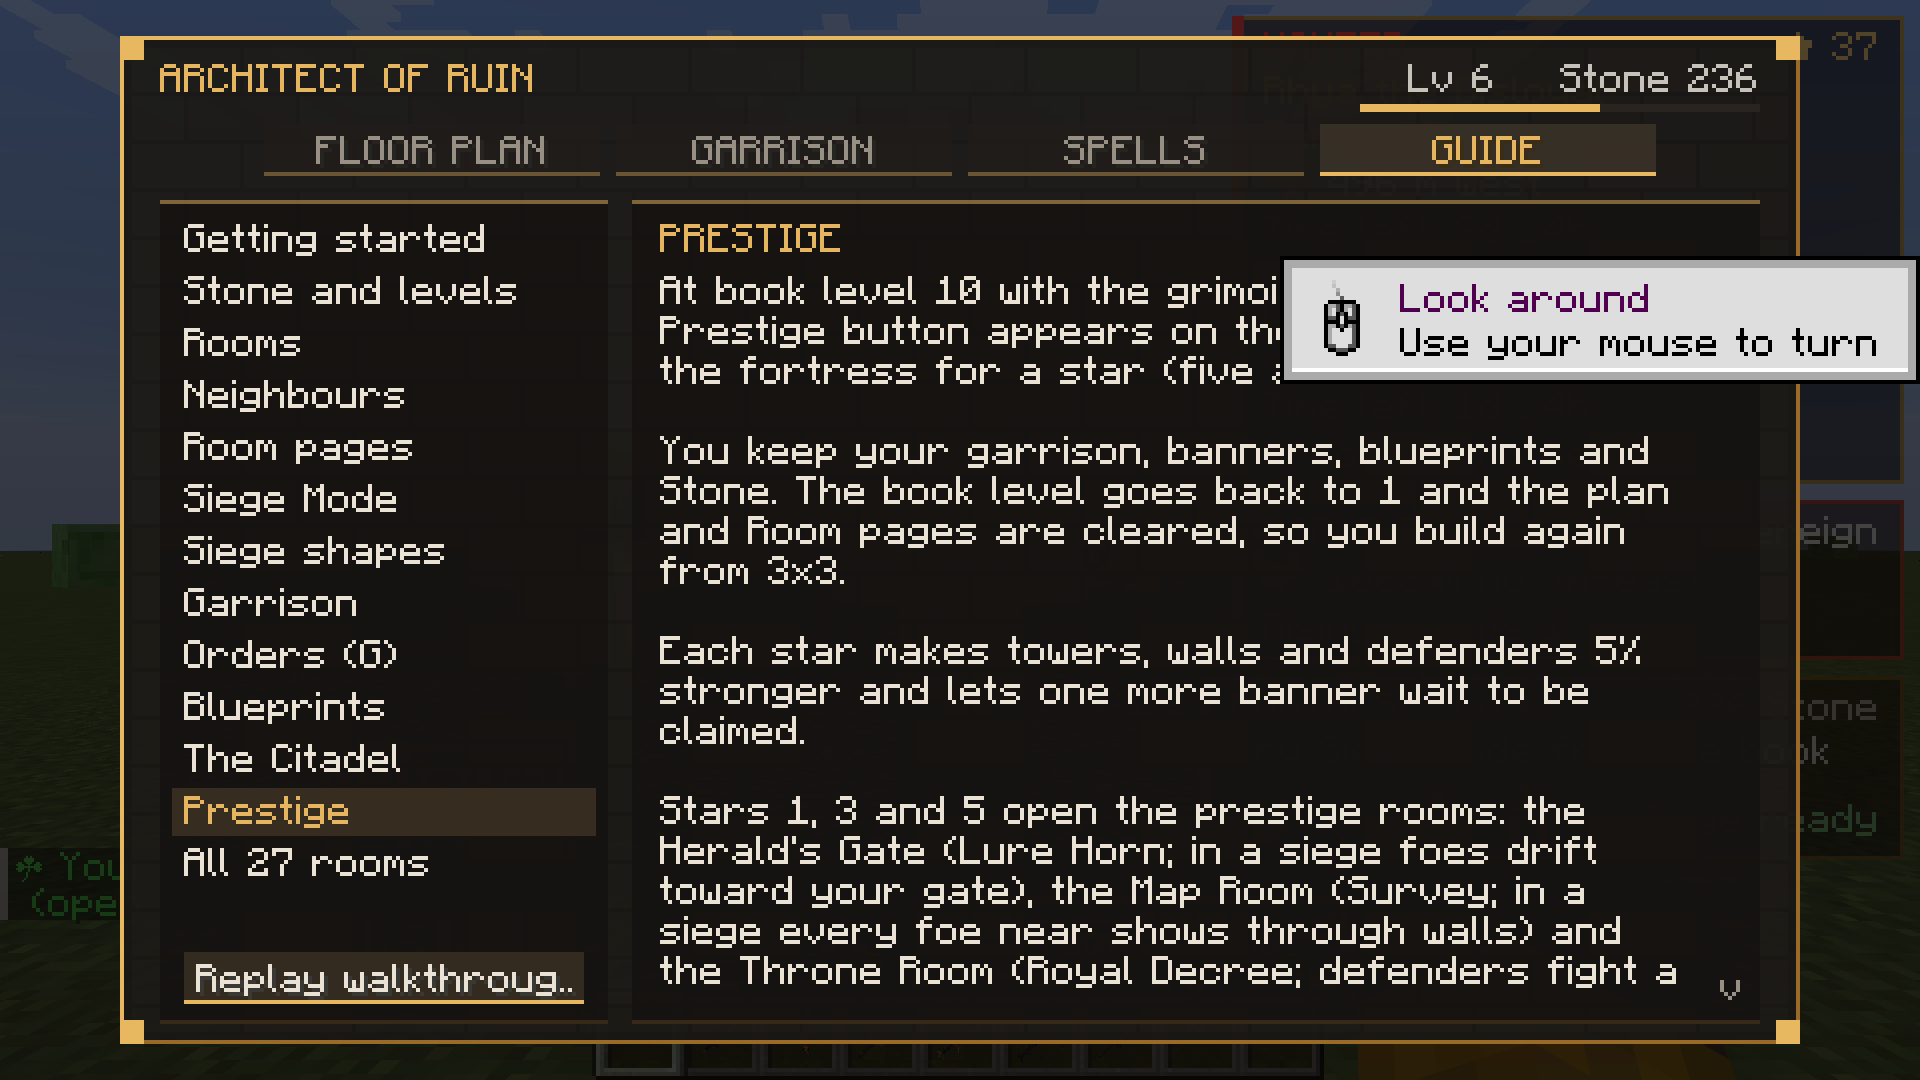 ARCHITECT OF RUIN
Lv 6 Stone 236
37
FLOOR PLAN GARRISON SPELLS GUIDE
Getting started
Stone and levels
Rooms
Neighbours
Room pages
Siege Mode
Siege shapes
Garrison
Orders (G)
Blueprints
The Citadel
Prestige
All 27 rooms
Replay walkthroug..
PRESTIGE
At book level 10 with the
Prestige button appears on
the fortress for a star (five
You keep your garrison, banners, blueprints and
Stone. The book level goes back to 1 and the plan
and Room pages are cleared, so you build again
from 3x3.
Each star makes towers, walls and defenders 5%
stronger and lets one more banner wait to be
claimed.
Stars 1, 3 and 5 open the prestige rooms: the
Herald's Gate (Lure Horn; in a siege foes drift
toward your gate), the Map Room (Survey; in a
siege every foe near shows through walls) and
the Throne Room (Royal Decree; defenders fight a
v
Look around
Use your mouse to turn